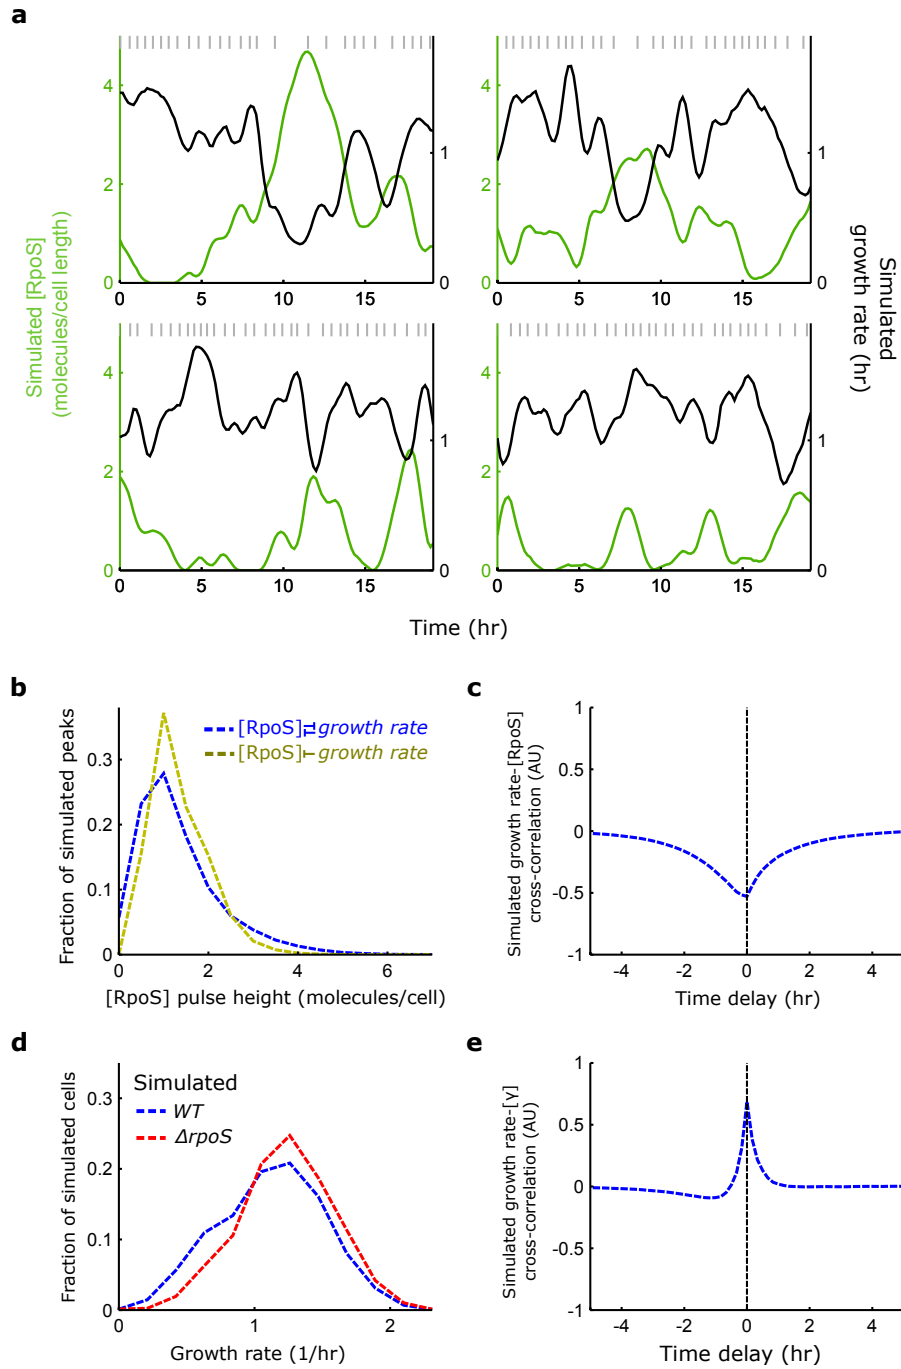 a
4
2
0
1
0
0
5
10
15
4
2
0
1
0
0
5
10
15
4
2
0
1
0
0
5
10
15
4
2
0
1
0
0
5
10
15
Simulated [RpoS]
(molecules/cell length)
Simulated
growth rate (hr)
Time (hr)
b
0.3
0.2
0.1
0
0
2
4
6
Fraction of simulated peaks
[RpoS] pulse height (molecules/cell)
[RpoS] growth rate
[RpoS] growth rate
c
1
0.5
0
-0.5
-1
-4
-2
0
2
4
Simulated growth rate-[RpoS]
cross-correlation (AU)
Time delay (hr)
d
0.3
0.2
0.1
0
0
1
2
Fraction of simulated cells
Growth rate (1/hr)
Simulated
WT
ΔrpoS
e
1
0.5
0
-0.5
-1
-4
-2
0
2
4
Simulated growth rate-[γ]
cross-correlation (AU)
Time delay (hr)